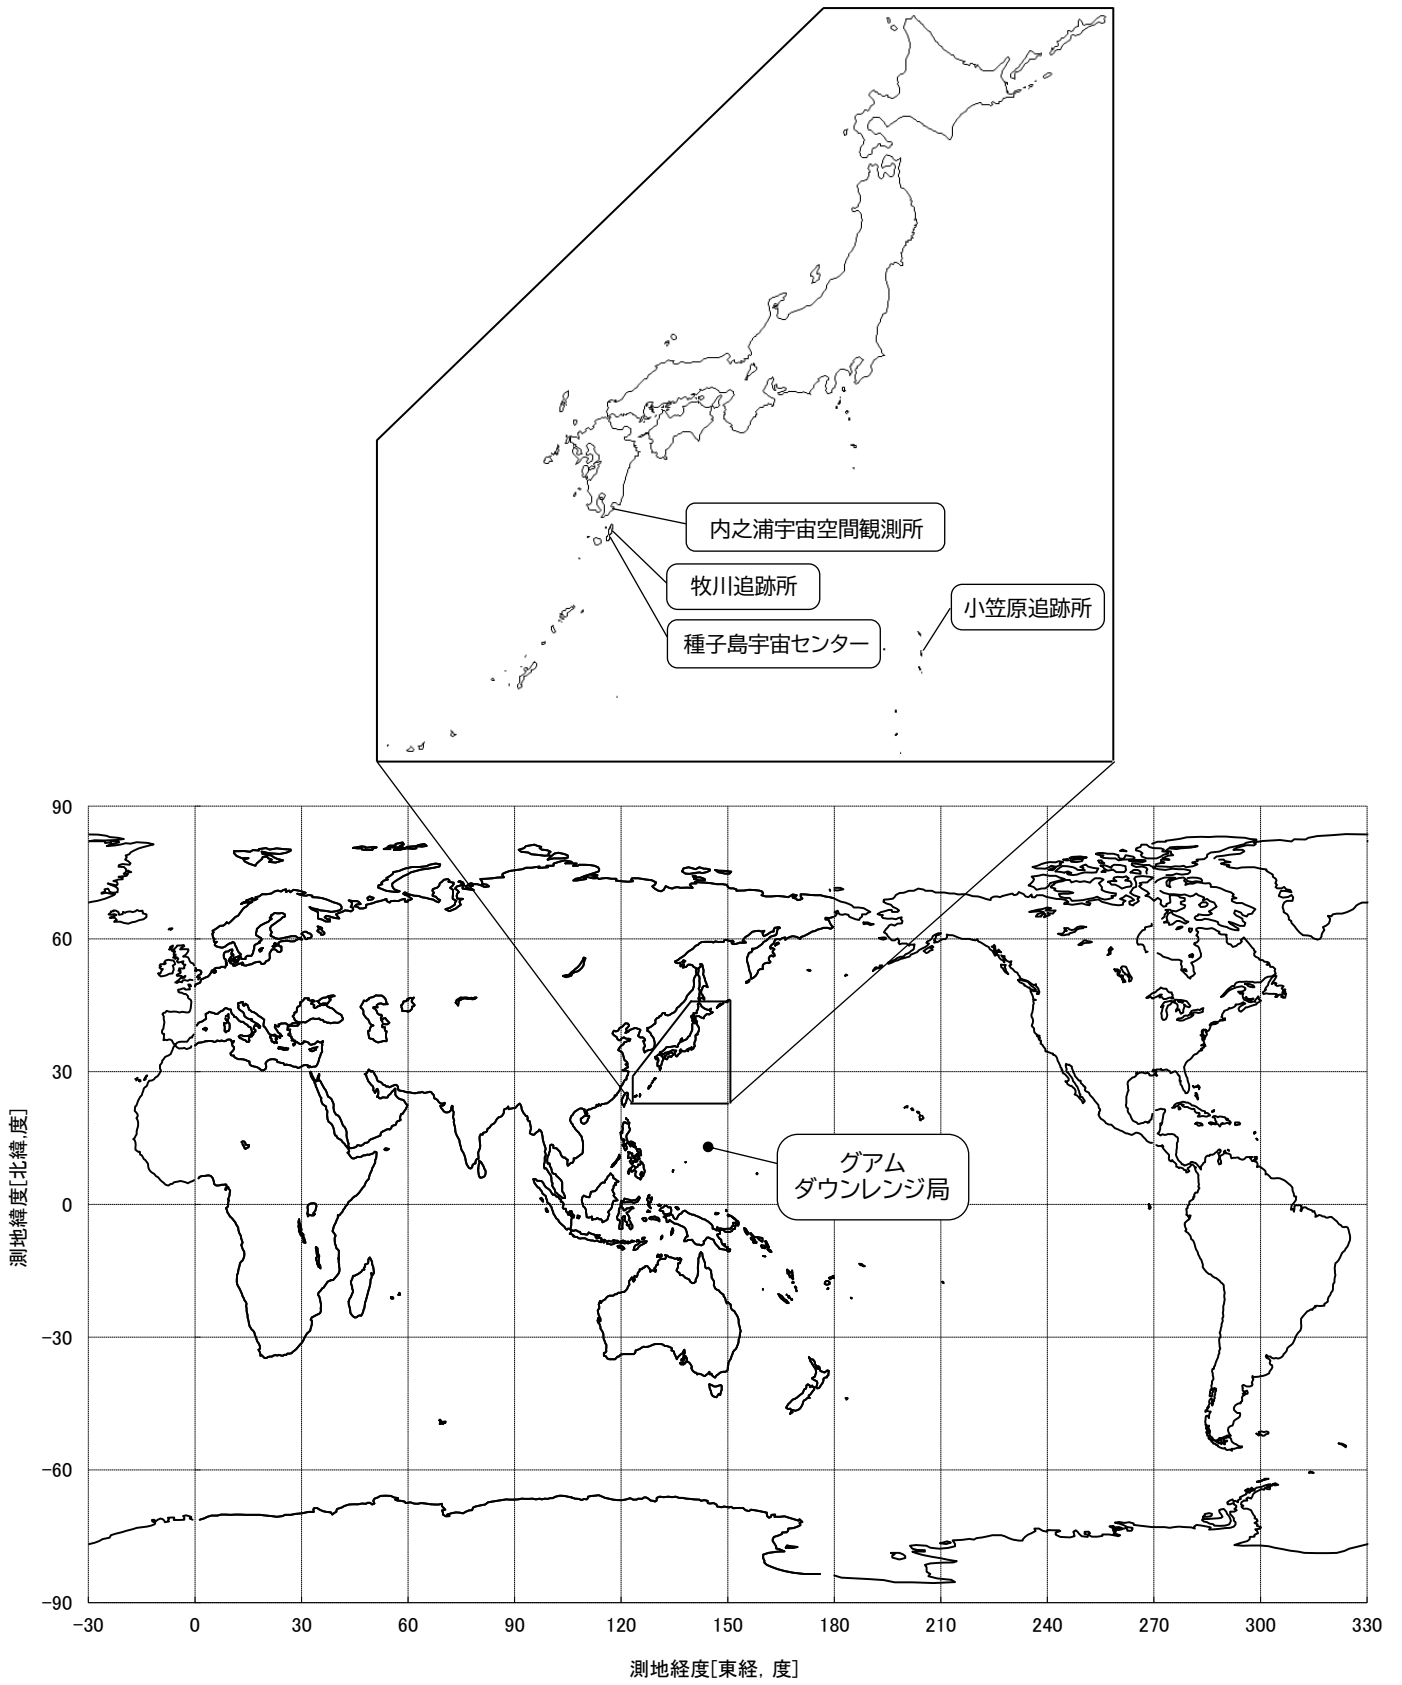 内之浦宇宙空間観測所
牧川追跡所
小笠原追跡所
種子島宇宙センター
90
60
30
0
−30
−60
−90
測地緯度[北緯,度]
グアム
ダウンレンジ局
−30 0 30 60 90 120 150 180 210 240 270 300 330
測地経度[東経, 度]